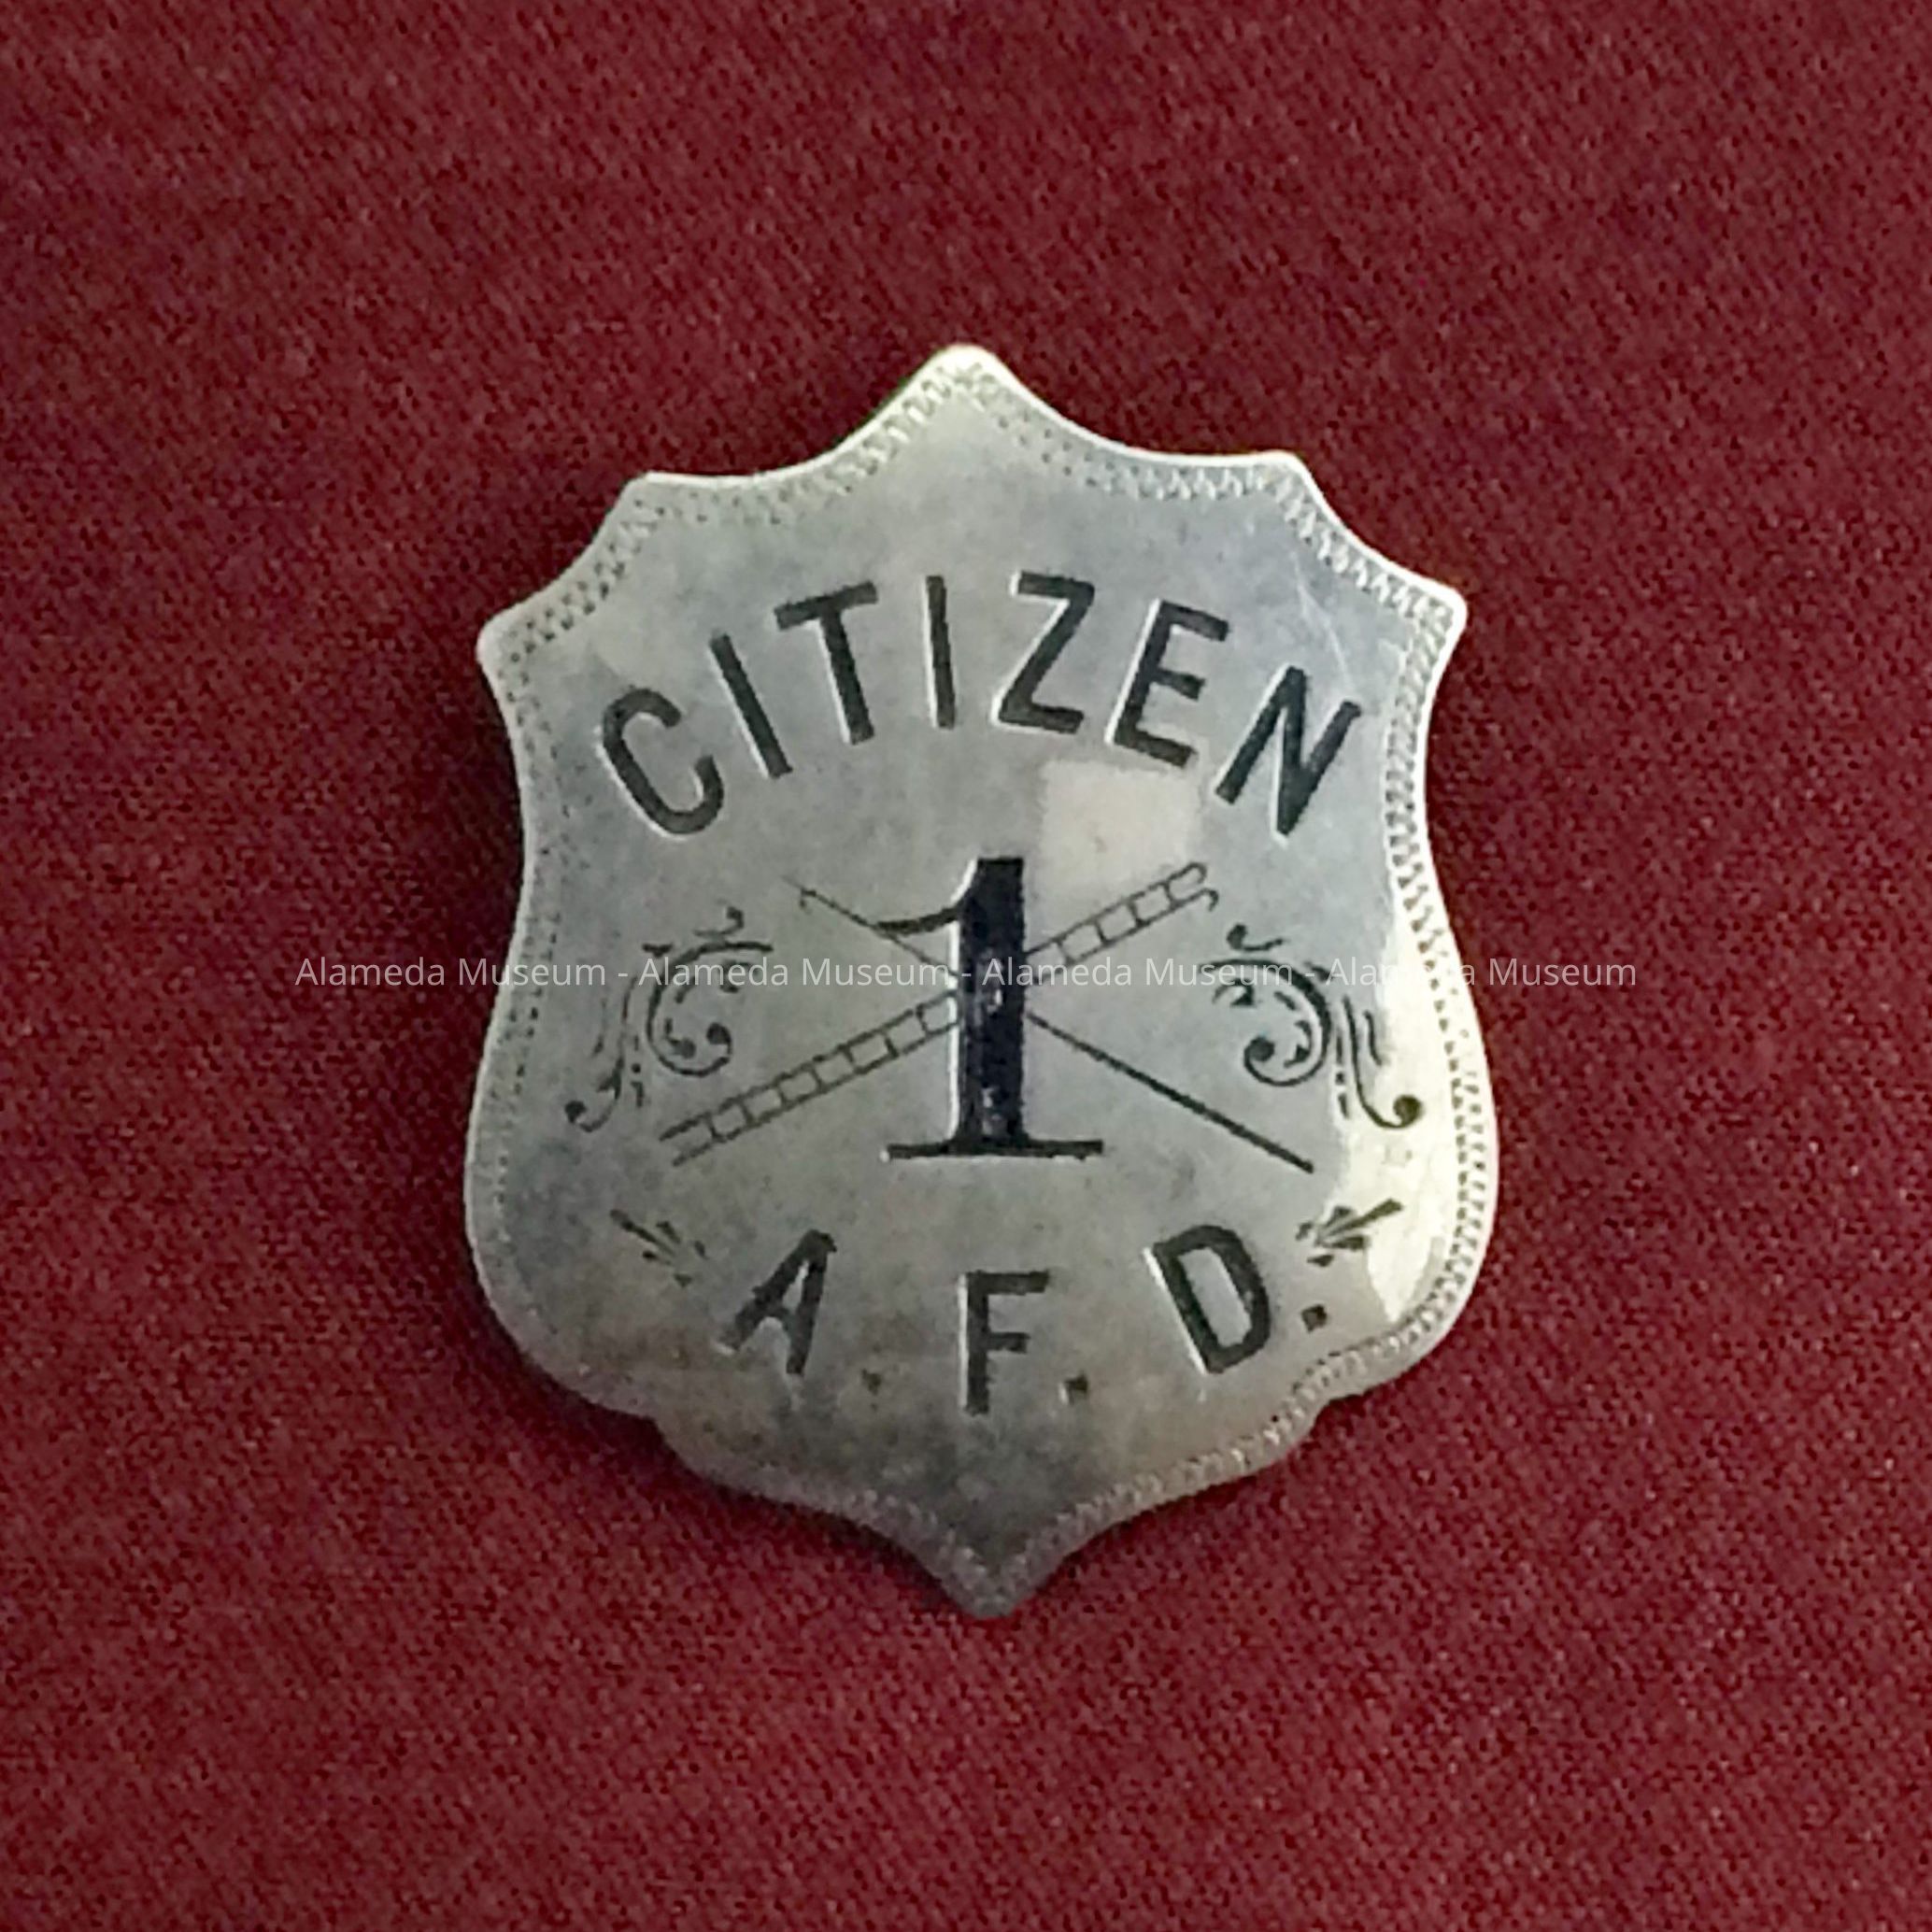 CITIZEN
1
Alameda Museum - Alameda Museum - Alameda Museum - Alameda Museum
A.F.D.